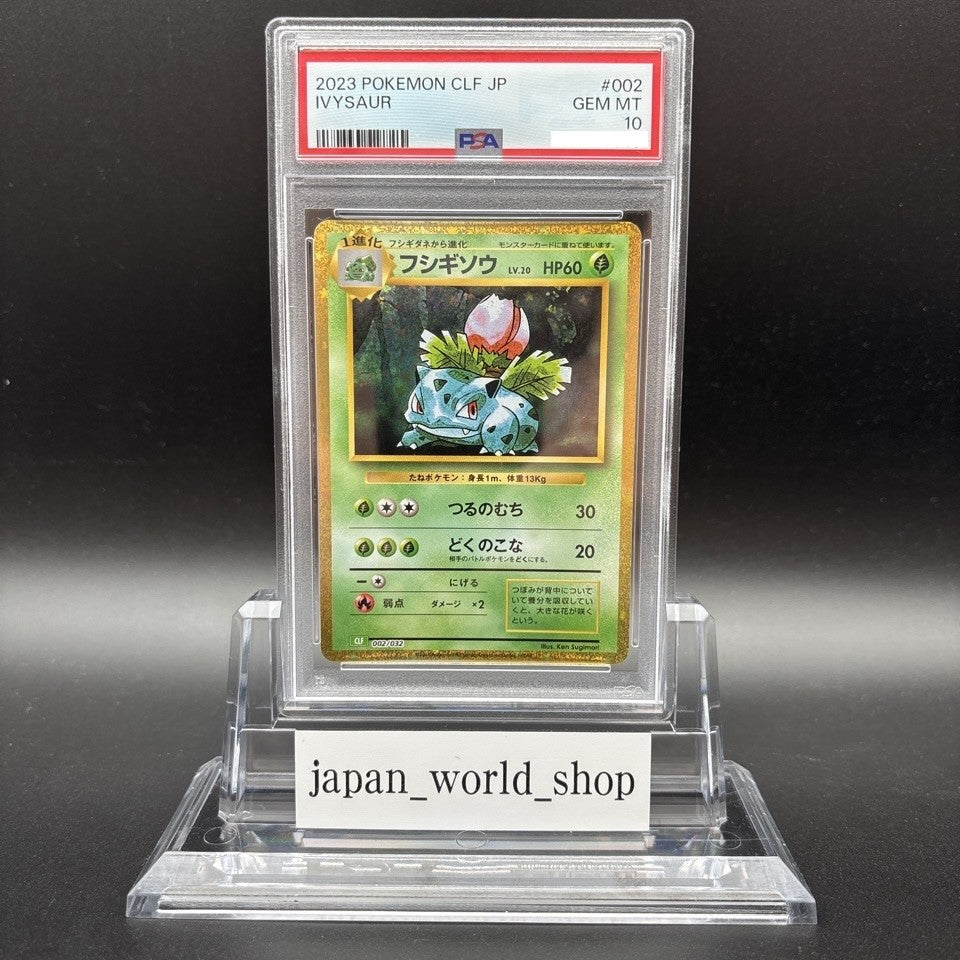 2023 POKEMON CLF JP #002
IVYSAUR GEM MT
10
PSA
1進化 フシギダネから進化 モンスターカードに重ねて使います。
フシギソウ LV.20 HP60
たねポケモン：身長1m、体重13Kg
つるのむち 30
どくのこな 20
相手のバトルポケモンをどくにする。
にげる
弱点 ダメージ ×2
つぼみが背中についていて養分を吸収していくと、大きな花が咲くという。
CLF 002/032
Illus. Ken Sugimori
PSA
japan_world_shop